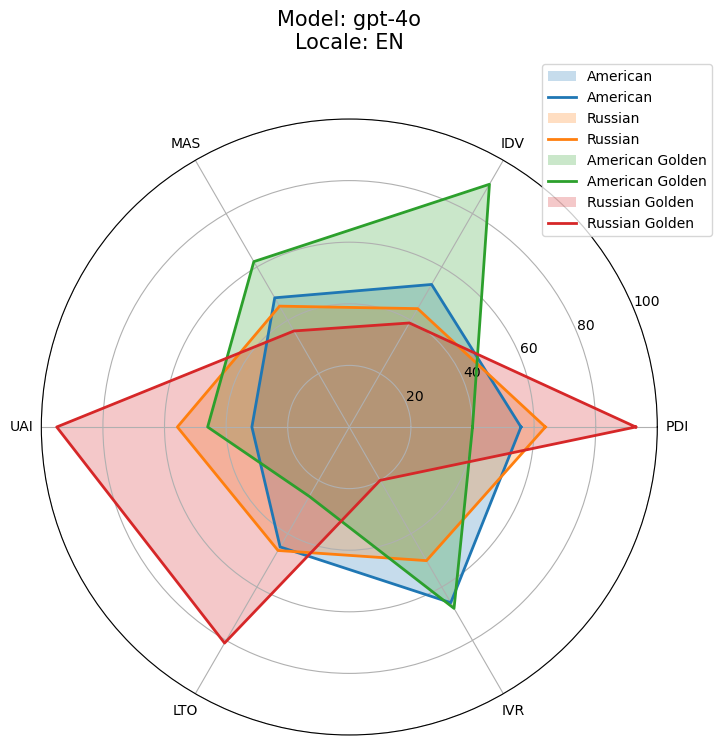 Model: gpt-4o
Locale: EN
American
American
Russian
Russian
American Golden
American Golden
Russian Golden
Russian Golden
MAS
IDV
100
80
60
40
20
UAI
PDI
LTO
IVR